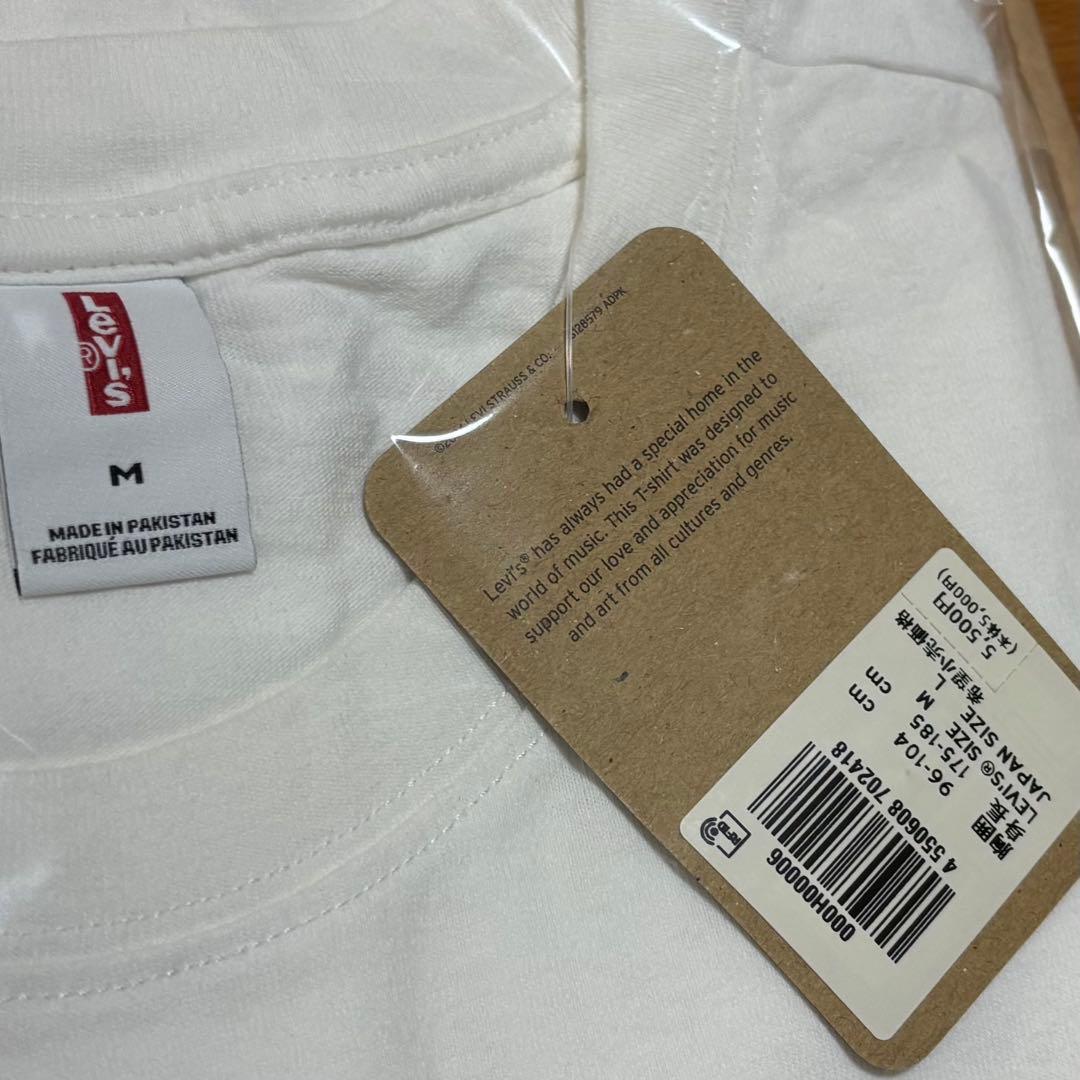 Levi's
®
M
MADE IN PAKISTAN
FABRIQUÉ AU PAKISTAN
LEVI STRAUSS & CO.
ADPK
Levi's® has always had a special home in the
world of music. This T-shirt was designed to
support our love and appreciation for music
and art from all cultures and genres.
000H00006
4 550608 702418
RFID
胸囲 96-104 cm
身長 175-185 cm
LEVI'S® SIZE M
JAPAN SIZE L
希望小売価格
5,500円
(本体5,000円)